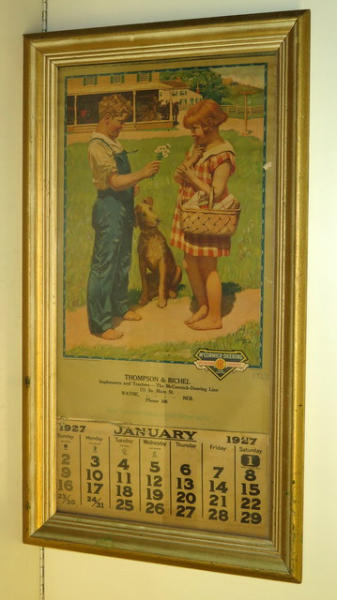 McCORMICK-DEERING
THOMPSON & BICHEL
Implements and Tractors — The McCormick-Deering Line
WAYNE, NEB.
Phone
1927 JANUARY 1927
Sunday Monday Tuesday Wednesday Thursday Friday Saturday
1
2 3 4 5 6 7 8
9 10 11 12 13 14 15
16 17 18 19 20 21 22
23/30 24/31 25 26 27 28 29